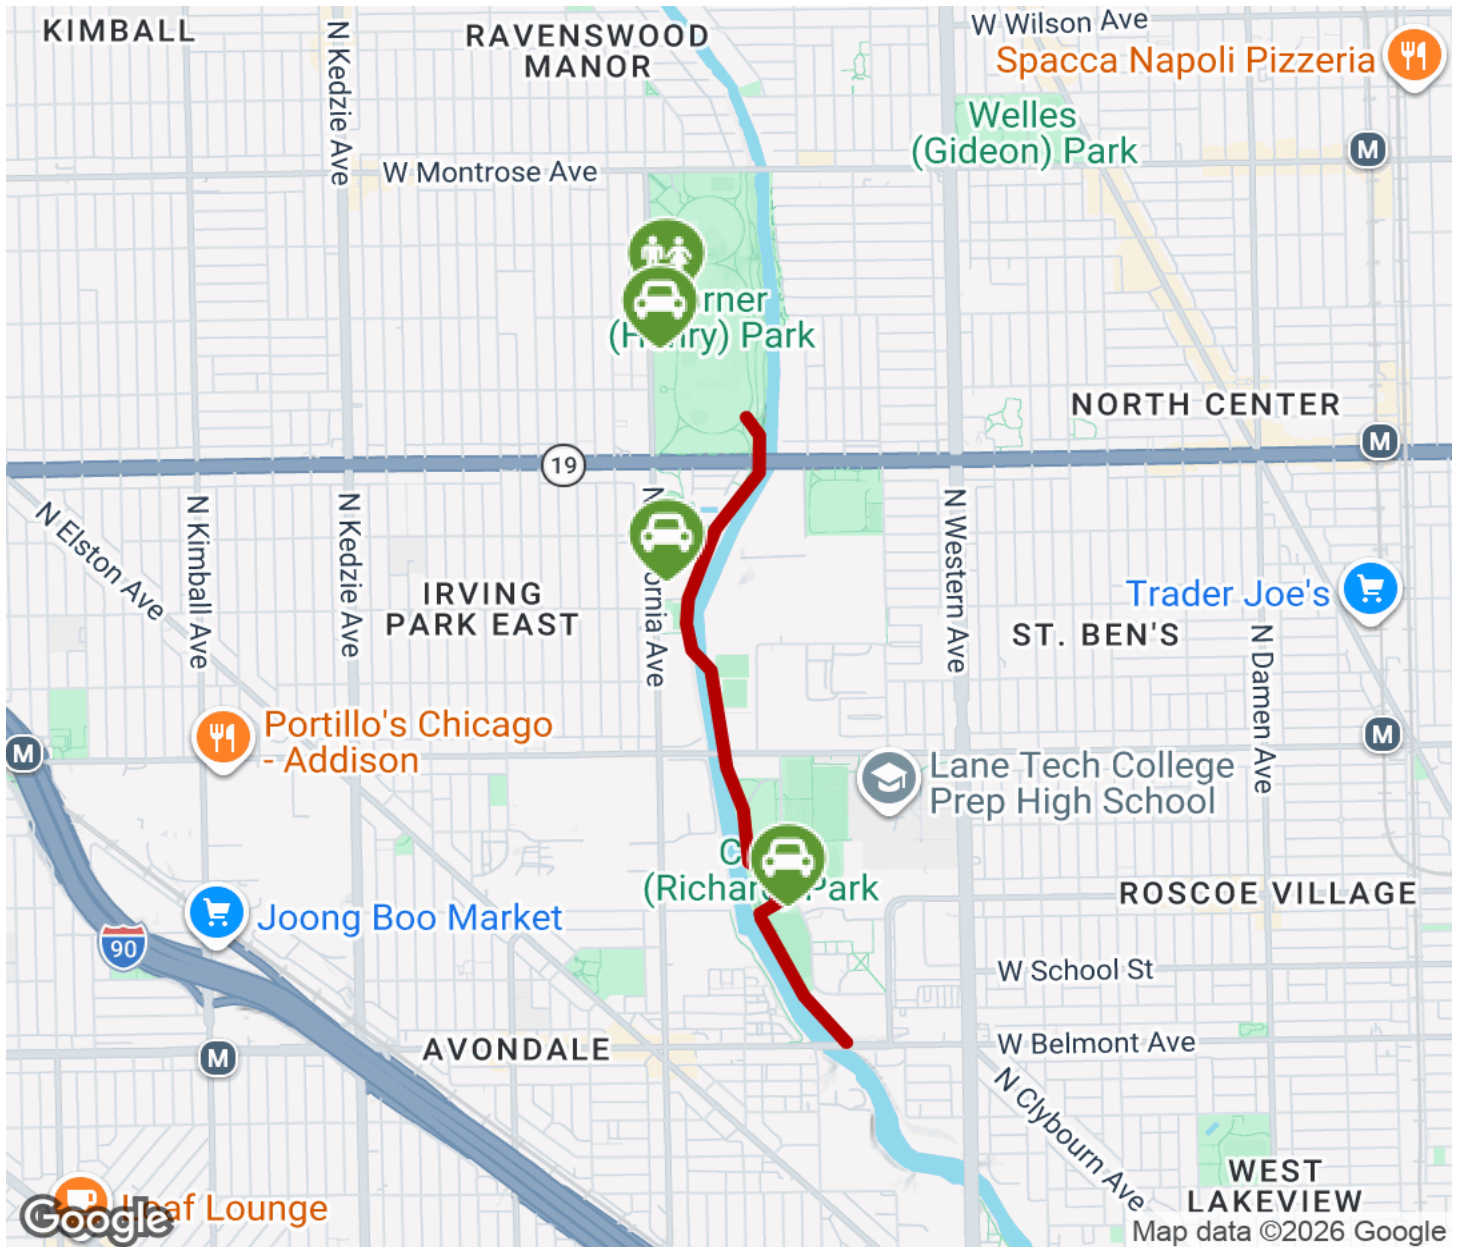 KIMBALL
RAVENSWOOD
MANOR
W Wilson Ave
Spacca Napoli Pizzeria
N Kedzie Ave
Welles
(Gideon) Park
M
W Montrose Ave
rner
(H nry) Park
NORTH CENTER
M
19
N Elston Ave
N Kimball Ave
N Kedzie Ave
N
ornia Ave
N Western Ave
IRVING
PARK EAST
Trader Joe's
ST. BEN'S
N Damen Ave
Portillo's Chicago
- Addison
M
M
Lane Tech College
Prep High School
C
(Richar Park
ROSCOE VILLAGE
Joong Boo Market
90
W School St
AVONDALE
W Belmont Ave
M
N Clybourn Ave
WEST
LAKEVIEW
Loaf Lounge
Google
Map data ©2026 Google